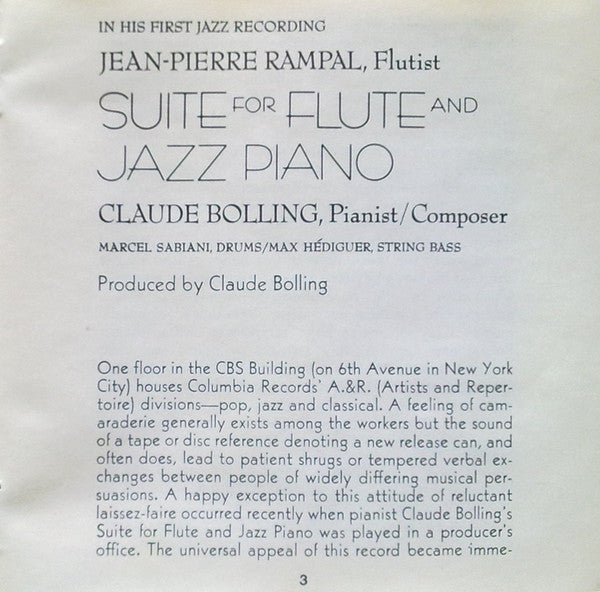 IN HIS FIRST JAZZ RECORDING
JEAN-PIERRE RAMPAL, Flutist
SUITE FOR FLUTE AND
JAZZ PIANO
CLAUDE BOLLING, Pianist/Composer
MARCEL SABIANI, DRUMS/MAX HÉDIGUER, STRING BASS
Produced by Claude Bolling
One floor in the CBS Building (on 6th Avenue in New York
City) houses Columbia Records' A.&R. (Artists and Reper-
toire) divisions—pop, jazz and classical. A feeling of cam-
araderie generally exists among the workers but the sound
of a tape or disc reference denoting a new release can, and
often does, lead to patient shrugs or tempered verbal ex-
changes between people of widely differing musical per-
suasions. A happy exception to this attitude of reluctant
laissez-faire occurred recently when pianist Claude Bolling's
Suite for Flute and Jazz Piano was played in a producer's
office. The universal appeal of this record became imme-
3